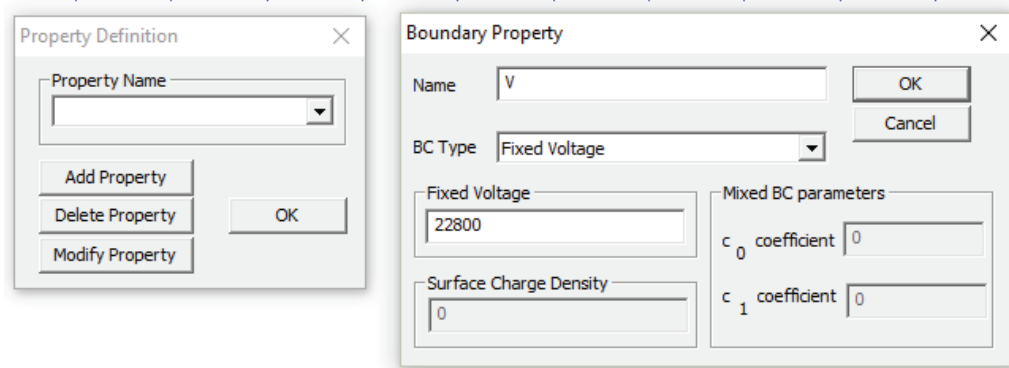 Property Definition
Property Name
Add Property
Delete Property
OK
Modify Property
Boundary Property
Name
V
OK
Cancel
BC Type
Fixed Voltage
Fixed Voltage
22800
Surface Charge Density
0
Mixed BC parameters
c 0 coefficient
0
c 1 coefficient
0